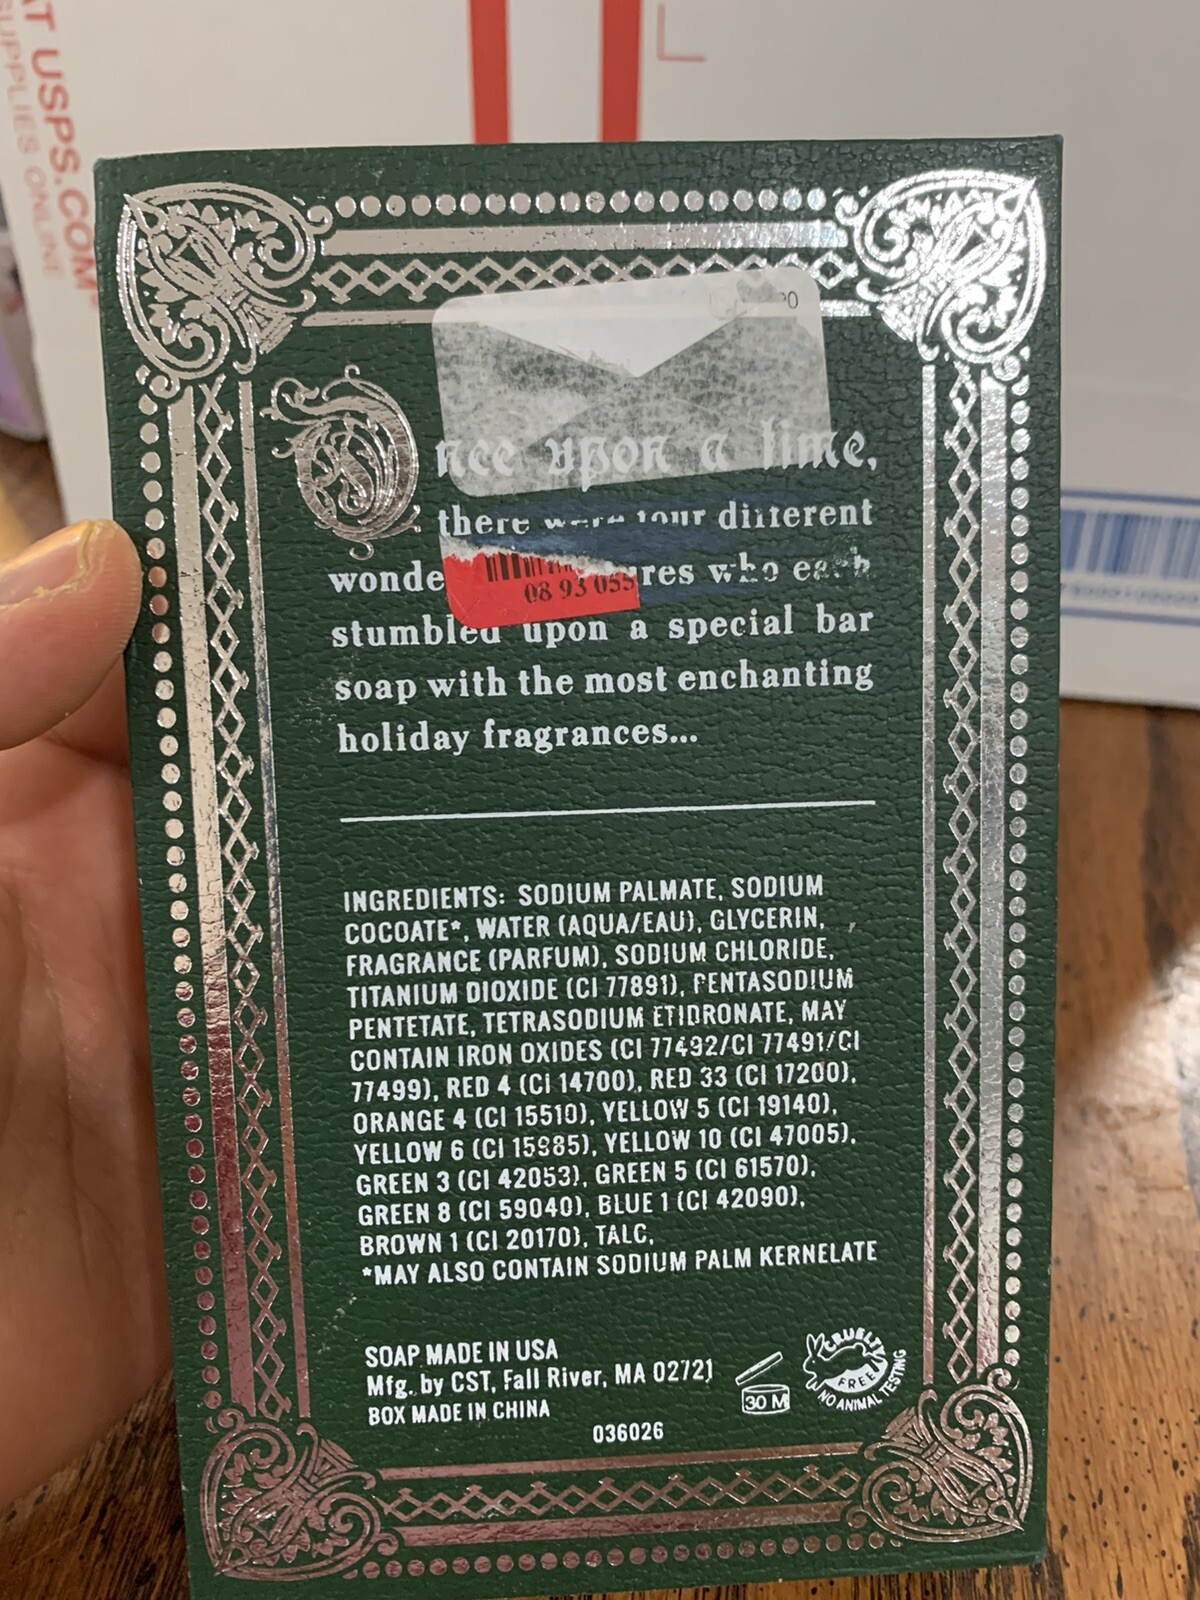 AT USPS.COM
SUPPLIES ONLINE
Once upon a time,
there were four different
wonde ures who each
08 93 055
stumbled upon a special bar
soap with the most enchanting
holiday fragrances...
INGREDIENTS: SODIUM PALMATE, SODIUM
COCOATE*, WATER (AQUA/EAU), GLYCERIN,
FRAGRANCE (PARFUM), SODIUM CHLORIDE,
TITANIUM DIOXIDE (CI 77891), PENTASODIUM
PENTETATE, TETRASODIUM ETIDRONATE, MAY
CONTAIN IRON OXIDES (CI 77492/CI 77491/CI
77499), RED 4 (CI 14700), RED 33 (CI 17200),
ORANGE 4 (CI 15510), YELLOW 5 (CI 19140),
YELLOW 6 (CI 15985), YELLOW 10 (CI 47005),
GREEN 3 (CI 42053), GREEN 5 (CI 61570),
GREEN 8 (CI 59040), BLUE 1 (CI 42090),
BROWN 1 (CI 20170), TALC,
*MAY ALSO CONTAIN SODIUM PALM KERNELATE
SOAP MADE IN USA
Mfg. by CST, Fall River, MA 02721
BOX MADE IN CHINA
036026
30 M
CRUELTY
FREE
NO ANIMAL TESTING